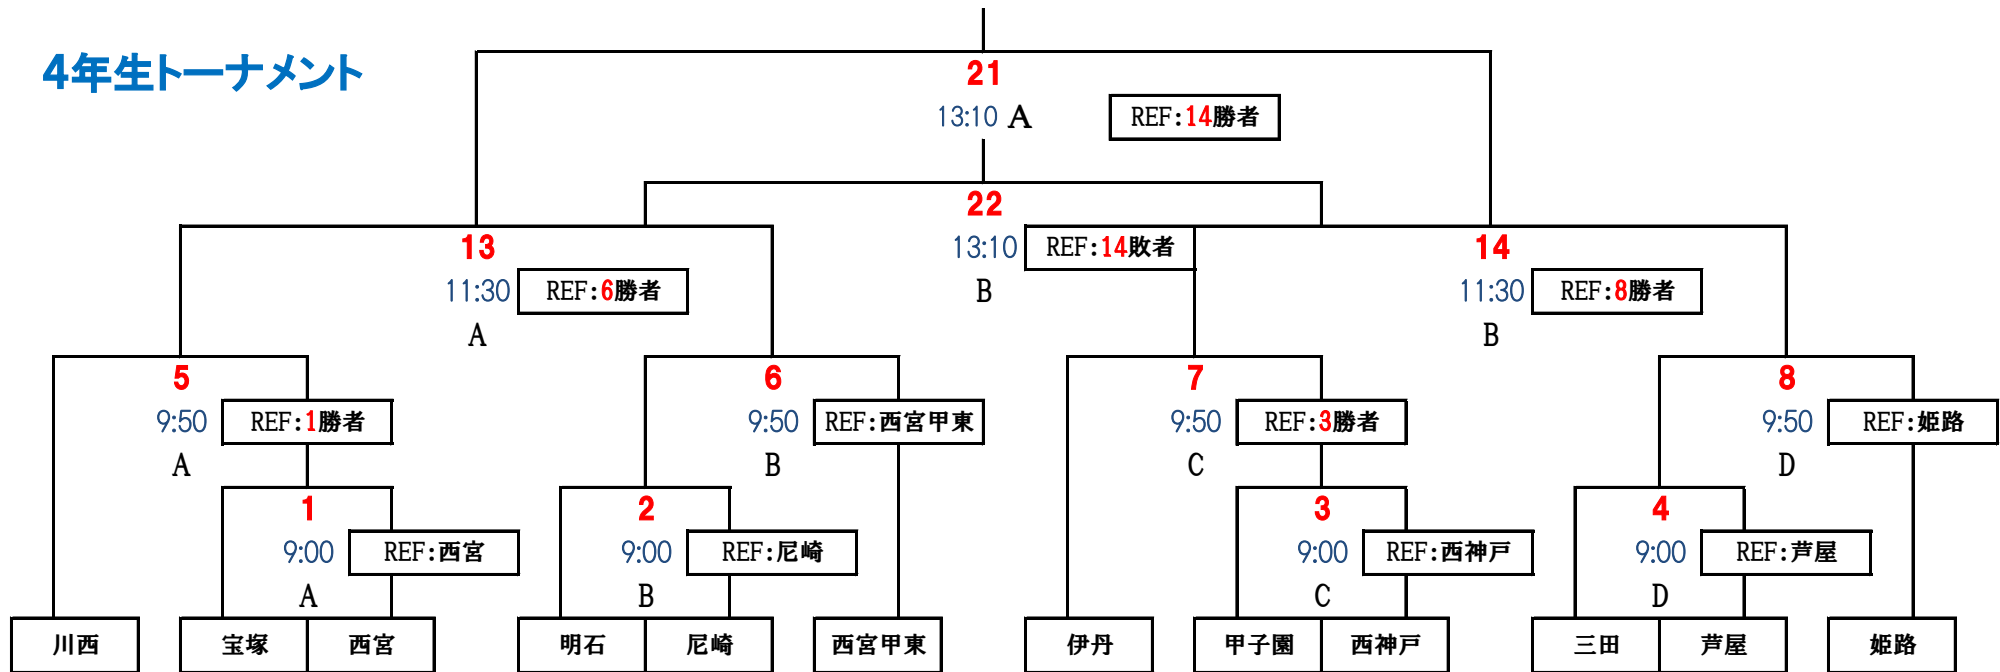 4年生トーナメント
21
13:10 A
REF:14勝者
22
13:10
REF:14敗者
B
13
11:30
REF:6勝者
A
14
11:30
REF:8勝者
B
5
9:50
REF:1勝者
A
6
9:50
REF:西宮甲東
B
7
9:50
REF:3勝者
C
8
9:50
REF:姫路
D
1
9:00
REF:西宮
A
2
9:00
REF:尼崎
B
3
9:00
REF:西神戸
C
4
9:00
REF:芦屋
D
川西
宝塚
西宮
明石
尼崎
西宮甲東
伊丹
甲子園
西神戸
三田
芦屋
姫路